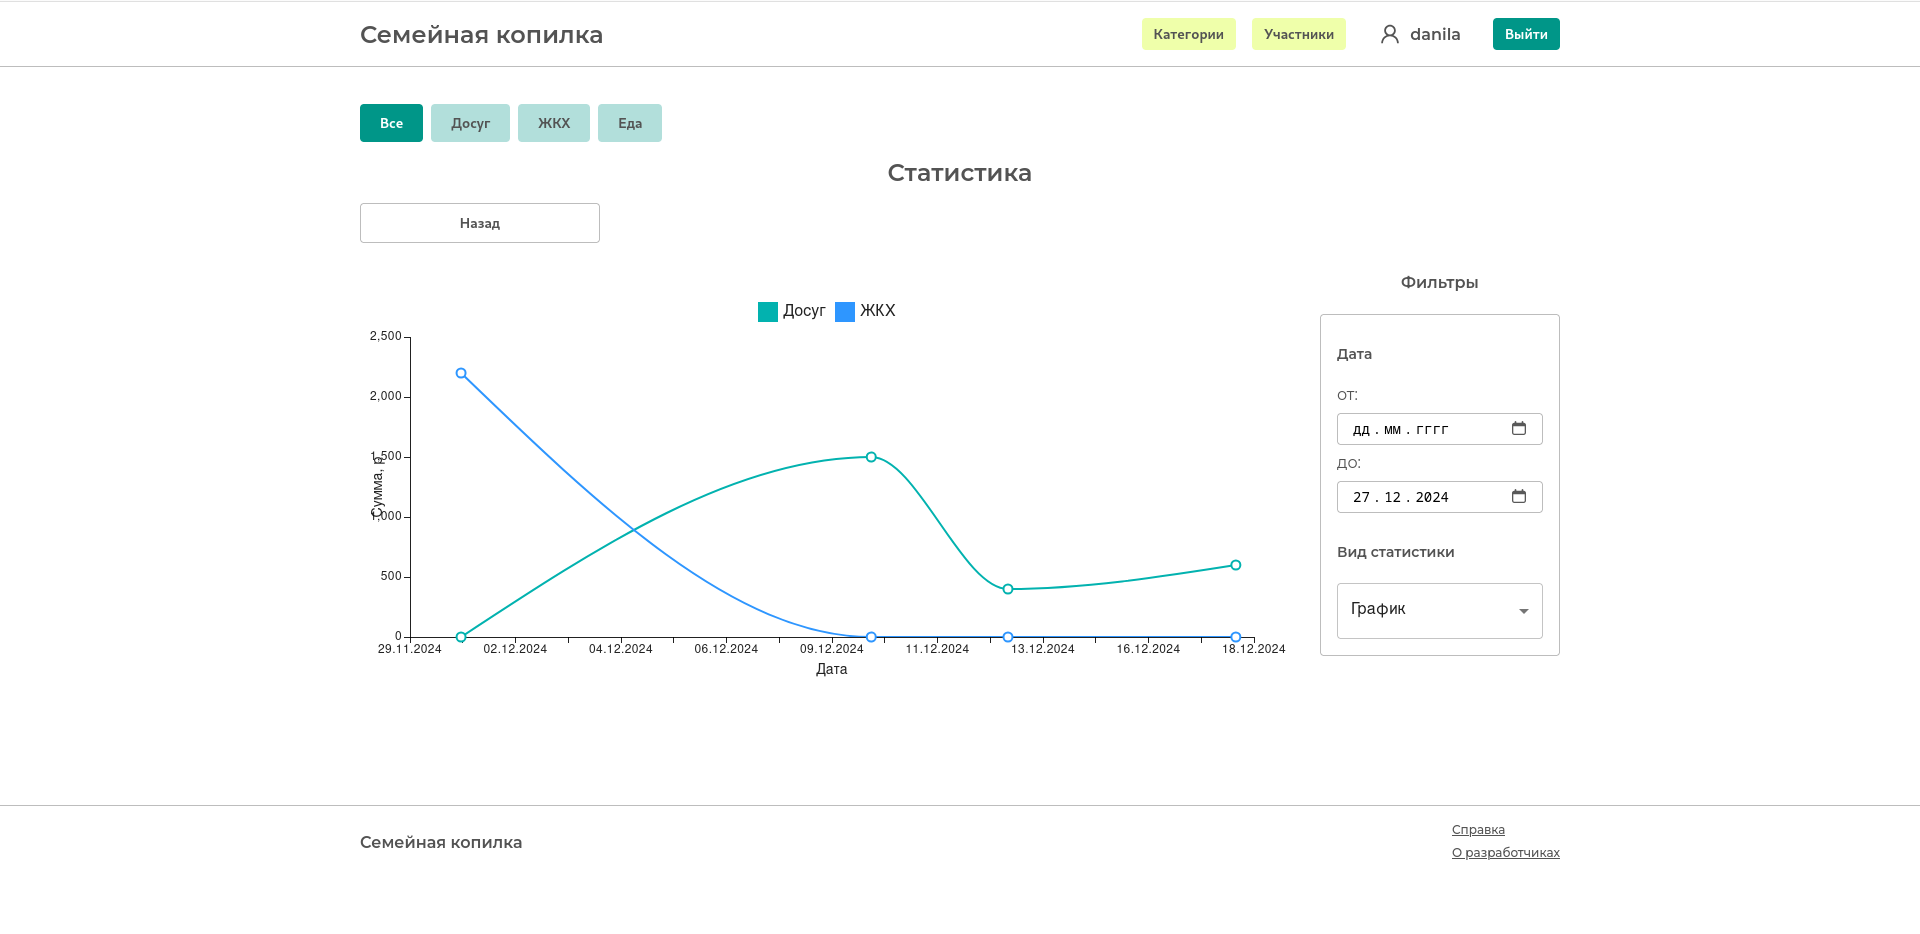 Семейная копилка
Категории
Участники
danila
Выйти
Все
Досуг
ЖКХ
Еда
Статистика
Назад
Досуг
ЖКХ
2,500
2,000
1,500
1,000
500
0
Сумма, р
29.11.2024
02.12.2024
04.12.2024
06.12.2024
09.12.2024
11.12.2024
13.12.2024
16.12.2024
18.12.2024
Дата
Фильтры
Дата
от:
дд.мм.гггг
до:
27.12.2024
Вид статистики
График
Семейная копилка
Справка
О разработчиках